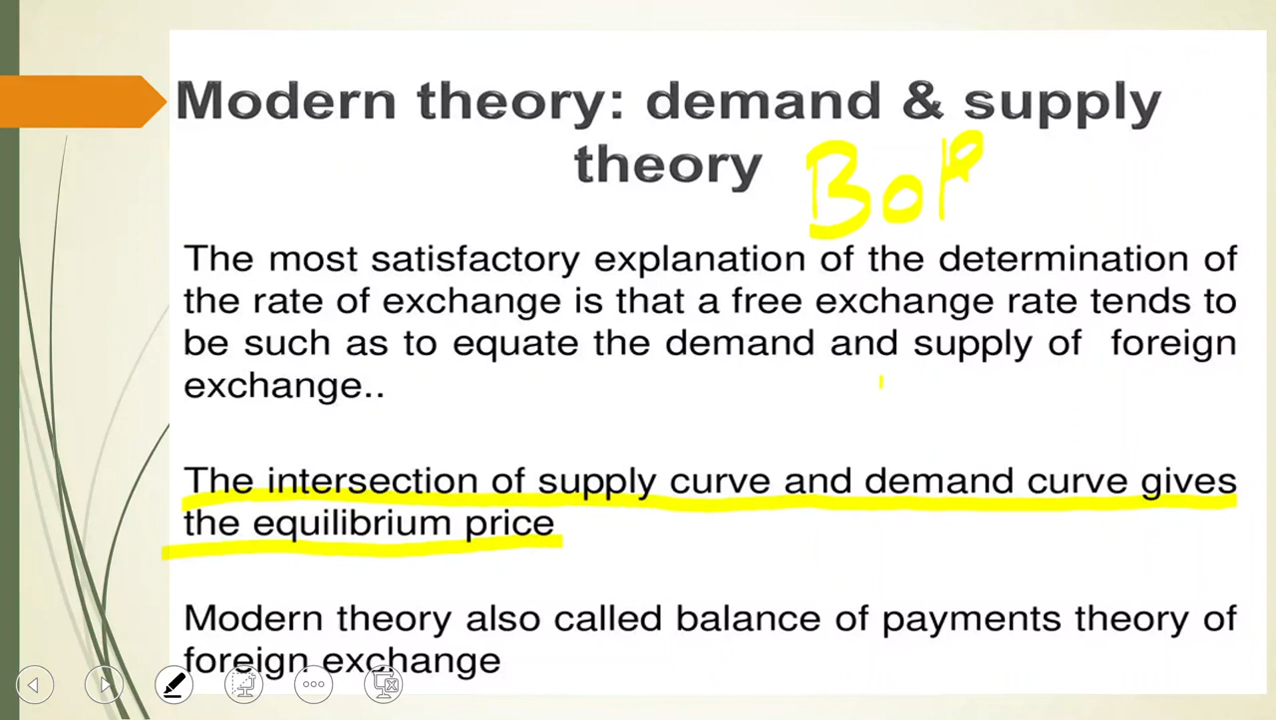 Modern theory: demand & supply
theory BoP
The most satisfactory explanation of the determination of
the rate of exchange is that a free exchange rate tends to
be such as to equate the demand and supply of foreign
exchange..
The intersection of supply curve and demand curve gives
the equilibrium price
Modern theory also called balance of payments theory of
foreign exchange